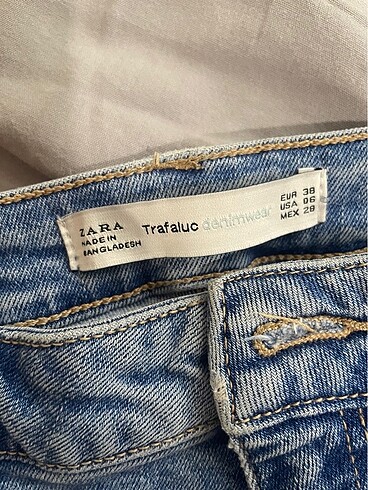 ZARA
MADE IN
BANGLADESH
Trafaluc denimwear
EUR 38
USA 06
MEX 28